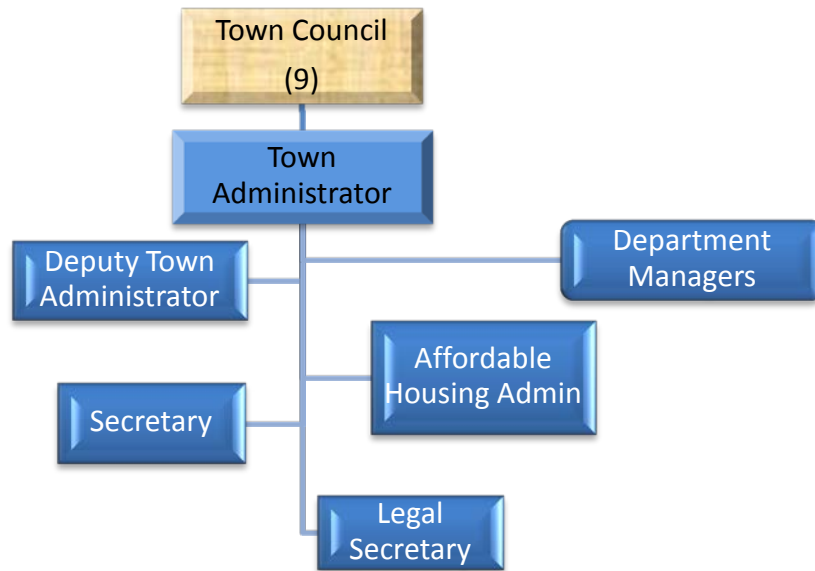 Town Council
(9)
Town
Administrator
Deputy Town
Administrator
Department
Managers
Affordable
Housing Admin
Secretary
Legal
Secretary